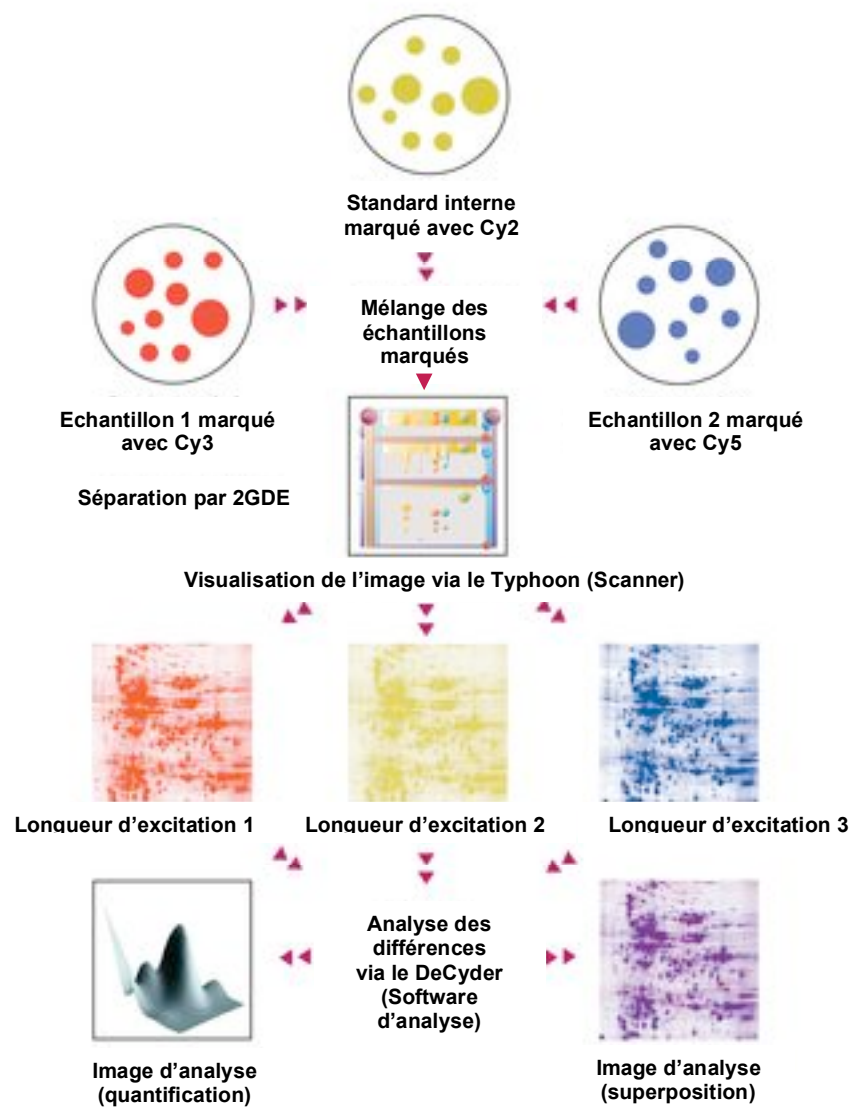 Standard interne
marqué avec Cy2
Mélange des
échantillons
marqués
Echantillon 1 marqué
avec Cy3
Echantillon 2 marqué
avec Cy5
Séparation par 2GDE
Visualisation de l'image via le Typhoon (Scanner)
Longueur d'excitation 1
Longueur d'excitation 2
Longueur d'excitation 3
Analyse des
différences
via le DeCyder
(Software
d'analyse)
Image d'analyse
(quantification)
Image d'analyse
(superposition)